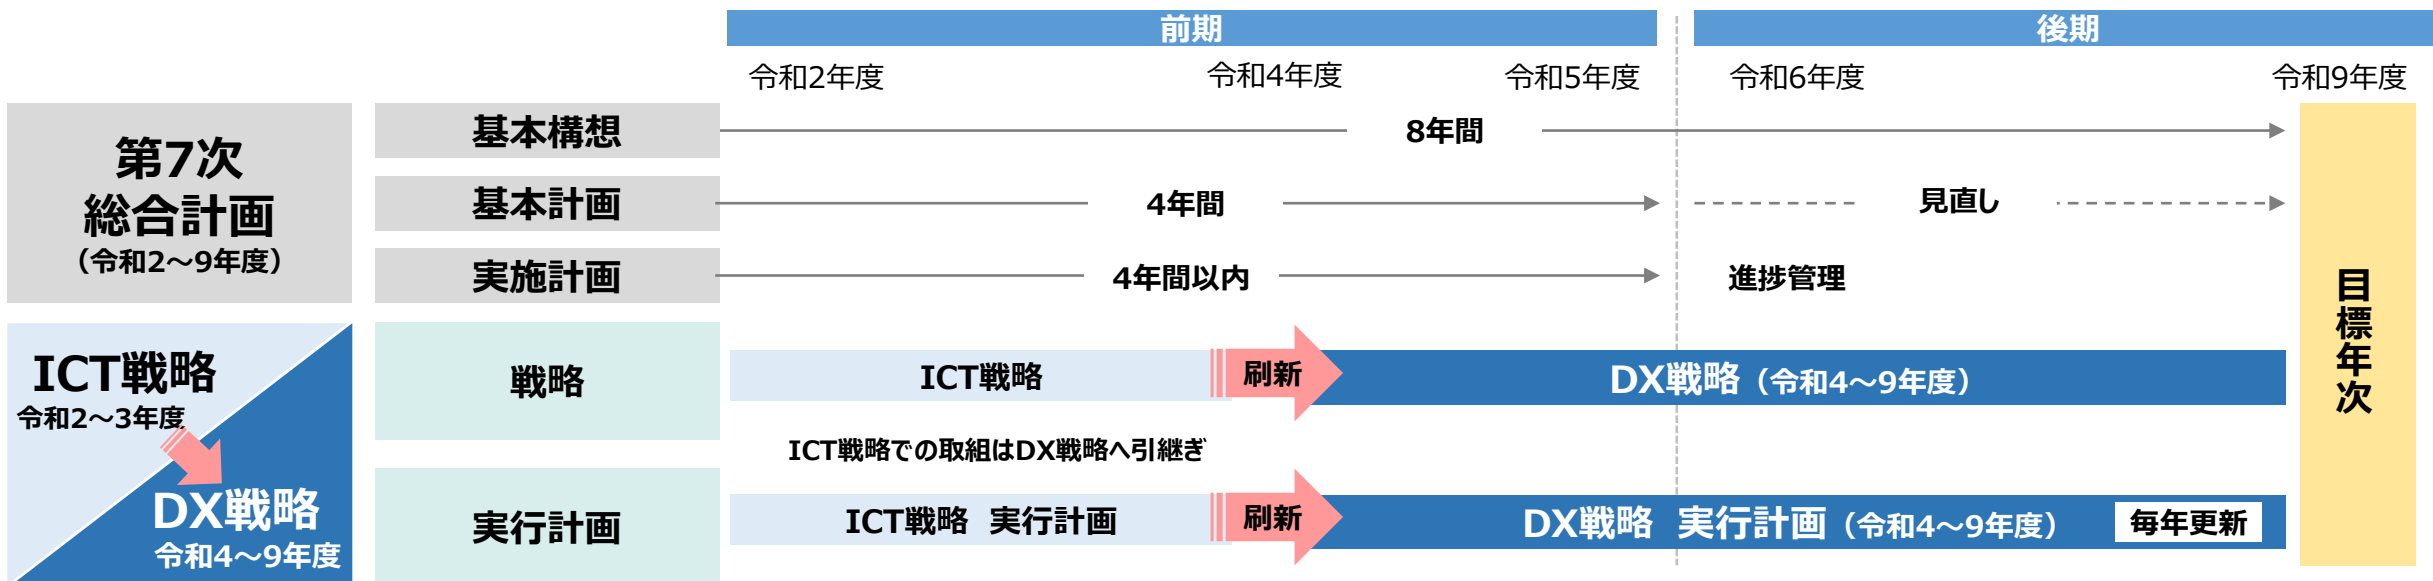 前期
後期
令和2年度
令和4年度
令和5年度
令和6年度
令和9年度
第7次
総合計画
（令和2～9年度）
基本構想
8年間
基本計画
4年間
見直し
実施計画
4年間以内
進捗管理
目標年次
ICT戦略
令和2～3年度
DX戦略
令和4～9年度
戦略
ICT戦略
刷新
DX戦略（令和4～9年度）
ICT戦略での取組はDX戦略へ引継ぎ
実行計画
ICT戦略 実行計画
刷新
DX戦略 実行計画（令和4～9年度）
毎年更新